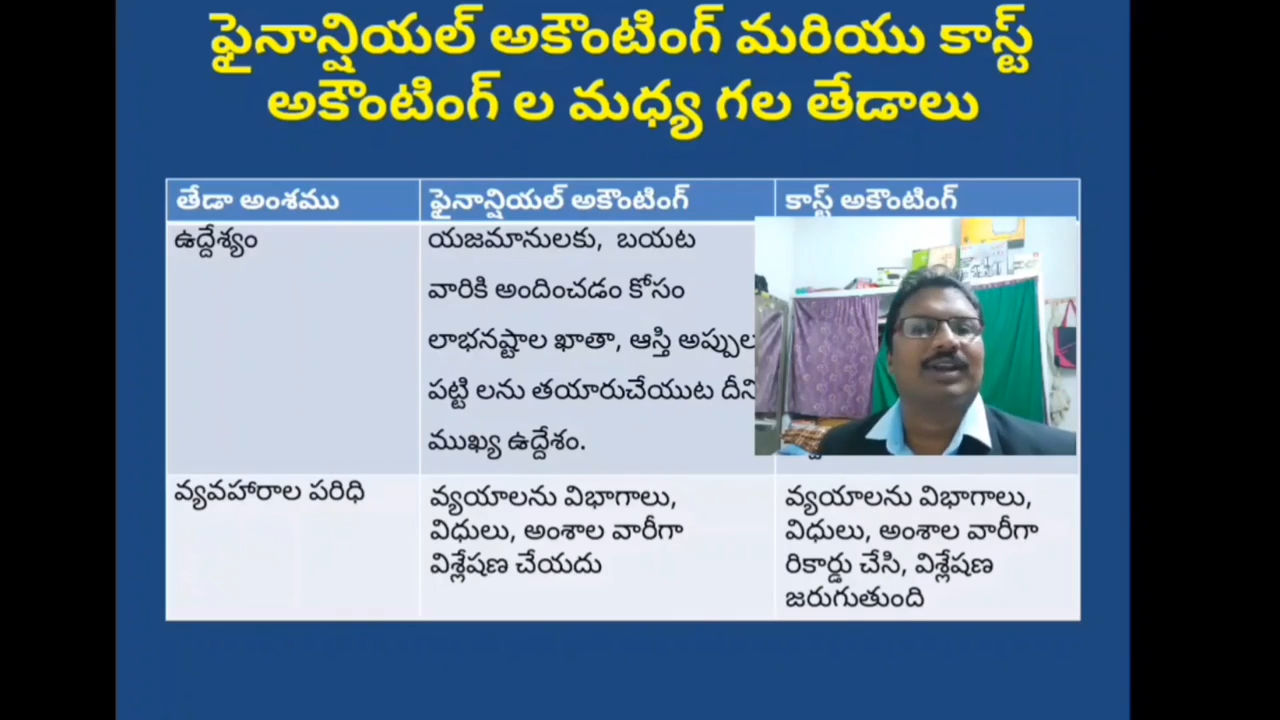 ఫైనాన్షియల్ అకౌంటింగ్ మరియు కాస్ట్
అకౌంటింగ్ ల మధ్య గల తేడాలు
తేడా అంశము
ఫైనాన్షియల్ అకౌంటింగ్
కాస్ట్ అకౌంటింగ్
ఉద్దేశ్యం
యజమానులకు, బయట
వారికి అందించడం కోసం
లాభనష్టాల ఖాతా, ఆస్తి అప్పుల
పట్టి లను తయారుచేయుట దీని
ముఖ్య ఉద్దేశం.
వ్యవహారాల పరిధి
వ్యయాలను విభాగాలు,
విధులు, అంశాల వారీగా
విశ్లేషణ చేయదు
వ్యయాలను విభాగాలు,
విధులు, అంశాల వారీగా
రికార్డు చేసి, విశ్లేషణ
జరుగుతుంది